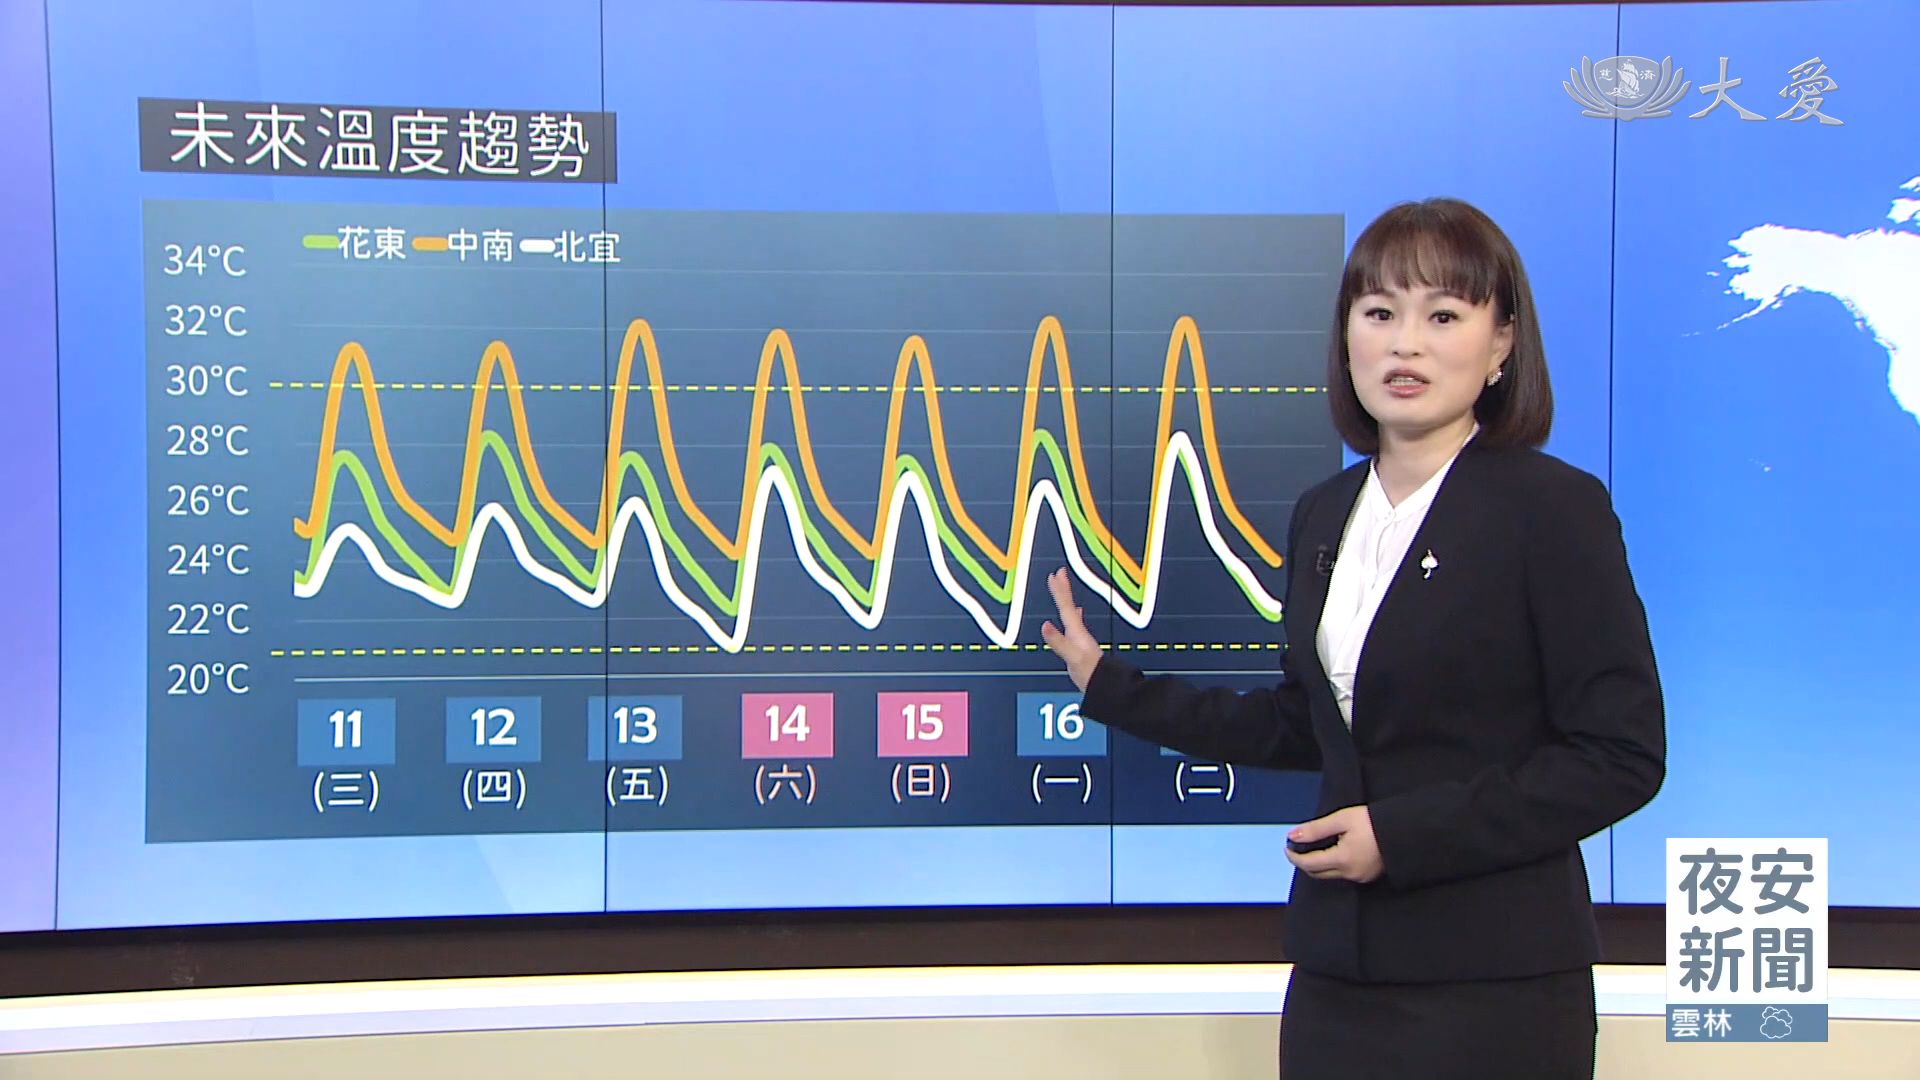 慈濟
大愛
未來溫度趨勢
花東 中南 北宜
34°C
32°C
30°C
28°C
26°C
24°C
22°C
20°C
11 12 13 14 15 16
(三) (四) (五) (六) (日) (一) (二)
夜安
新聞
雲林